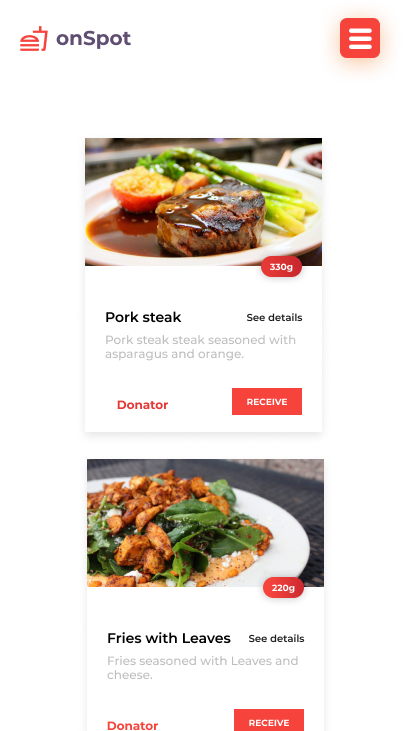 onSpot
330g
Pork steak See details
Pork steak steak seasoned with
asparagus and orange.
Donator RECEIVE
220g
Fries with Leaves See details
Fries seasoned with Leaves and
cheese.
Donator RECEIVE